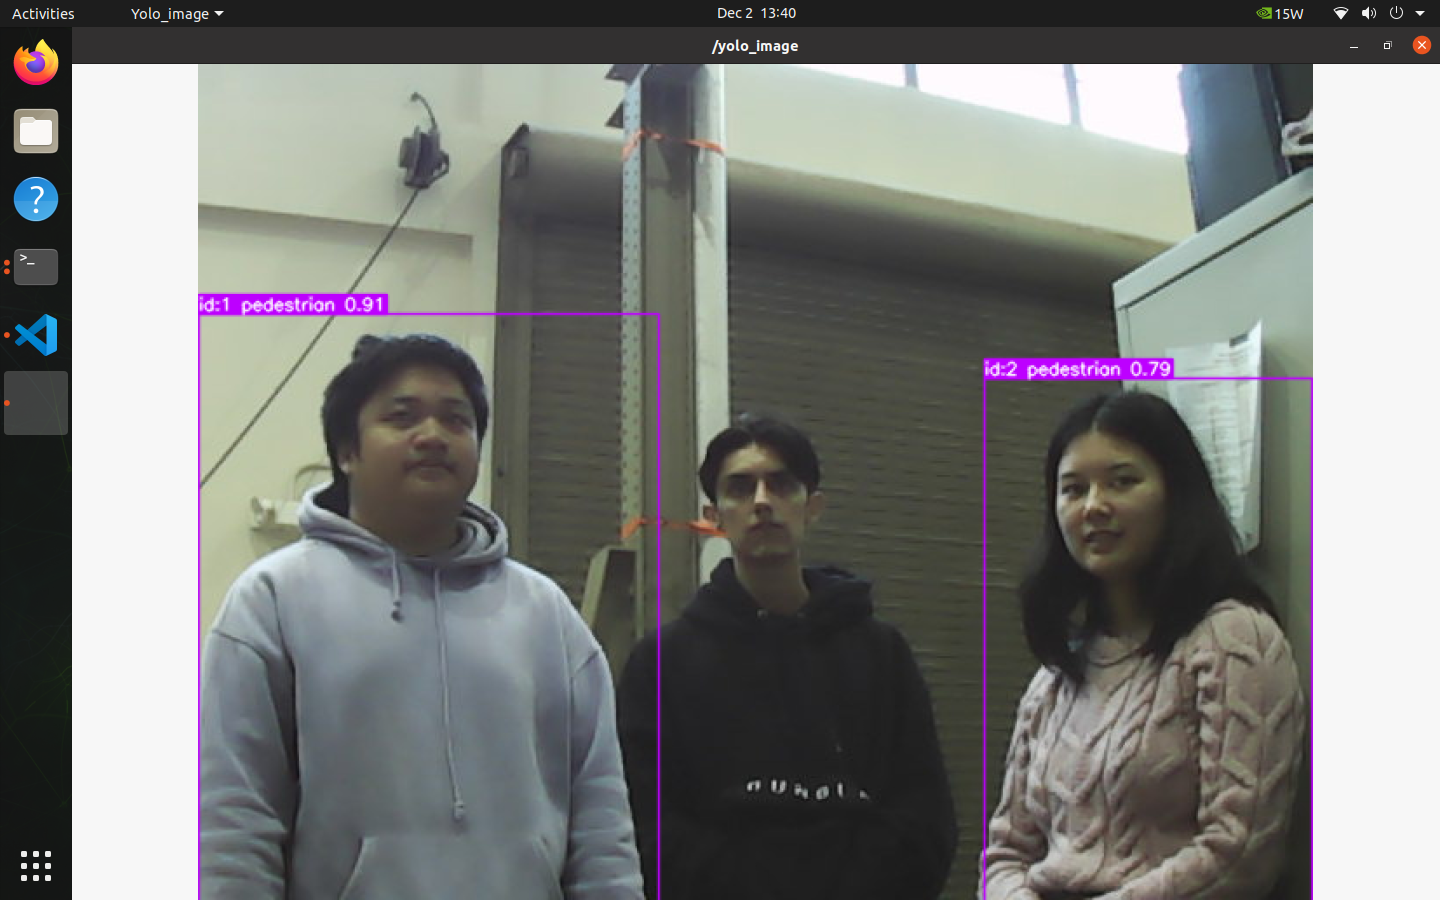 Activities
Yolo_image
Dec 2 13:40
15W
/yolo_image
?
>_
id:1 pedestrian 0.91
id:2 pedestrian 0.79